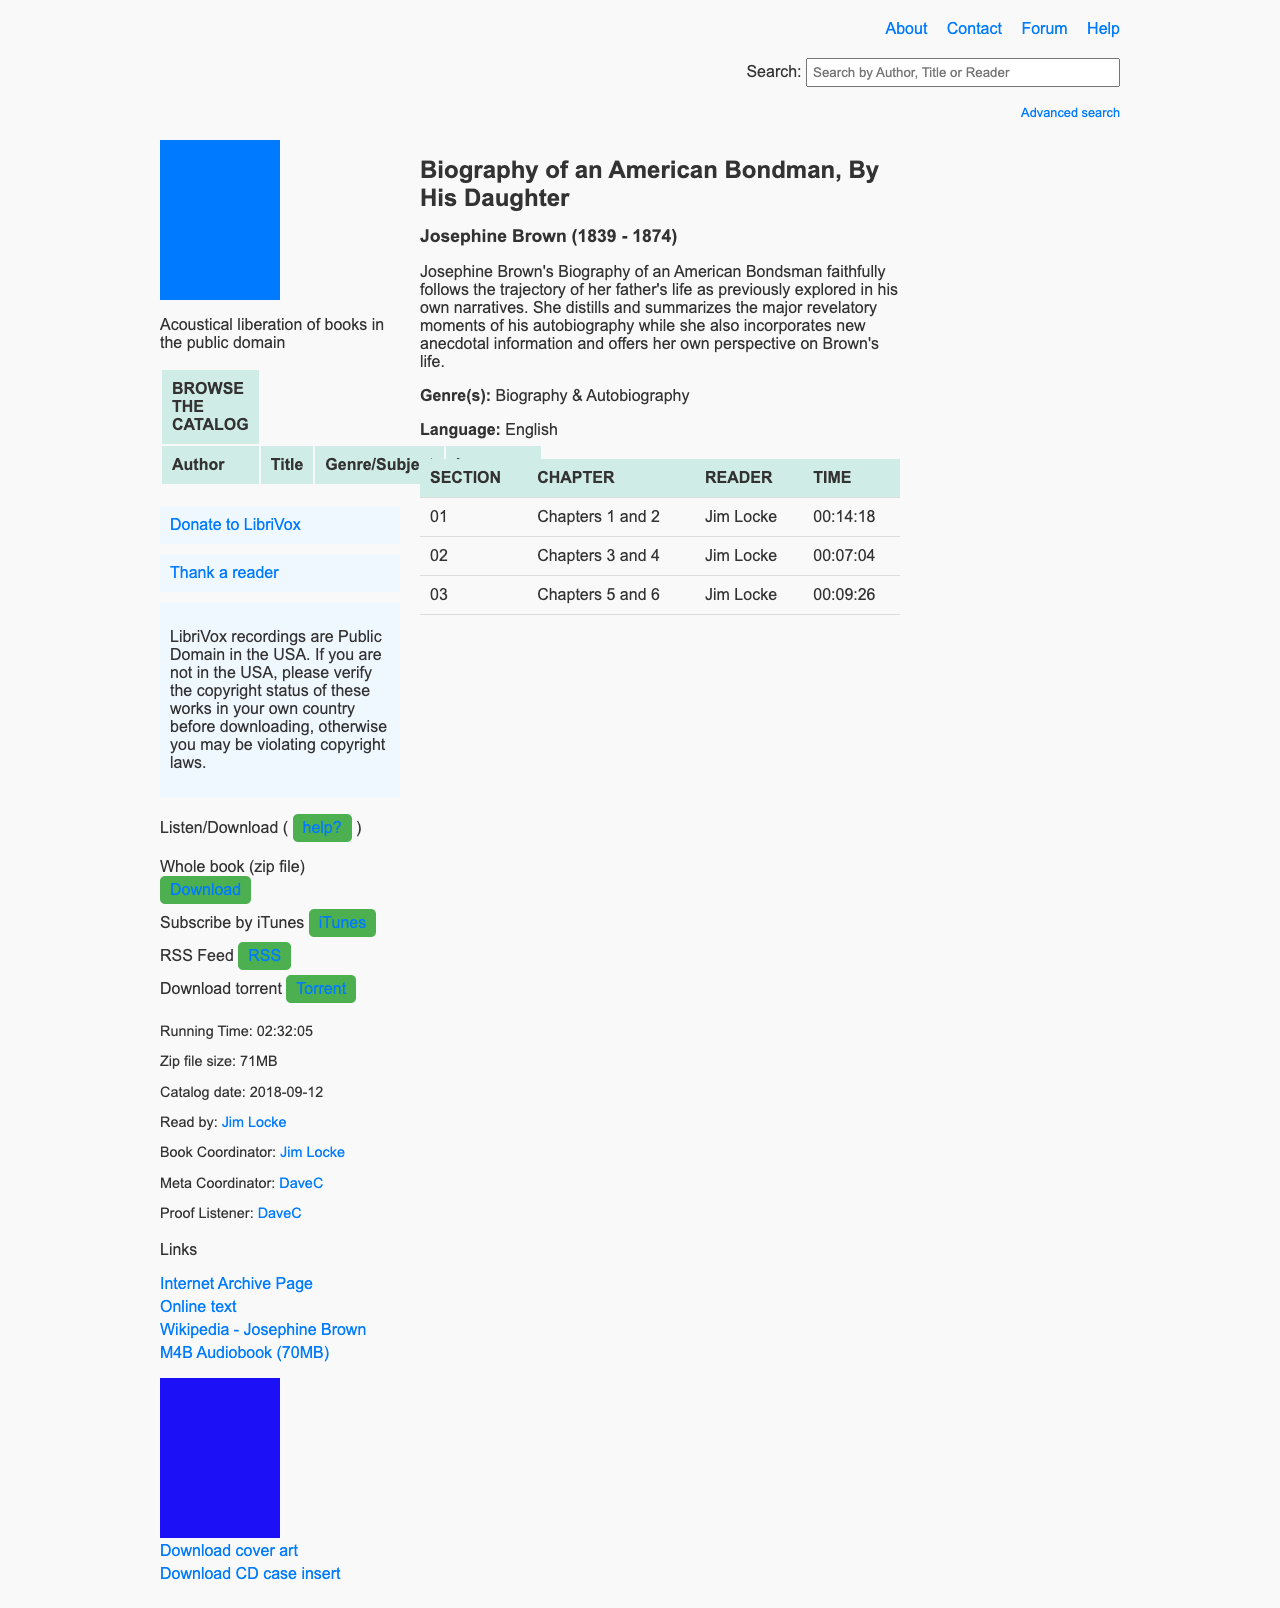 About Contact Forum Help
Search: Search by Author, Title or Reader
Advanced search
Acoustical liberation of books in
the public domain
BROWSE
THE
CATALOG
Author Title Genre/Subject
Donate to LibriVox
Thank a reader
LibriVox recordings are Public
Domain in the USA. If you are
not in the USA, please verify
the copyright status of these
works in your own country
before downloading, otherwise
you may be violating copyright
laws.
Listen/Download ( help? )
Whole book (zip file)
Download
Subscribe by iTunes iTunes
RSS Feed RSS
Download torrent Torrent
Running Time: 02:32:05
Zip file size: 71MB
Catalog date: 2018-09-12
Read by: Jim Locke
Book Coordinator: Jim Locke
Meta Coordinator: DaveC
Proof Listener: DaveC
Links
Internet Archive Page
Online text
Wikipedia - Josephine Brown
M4B Audiobook (70MB)
Download cover art
Download CD case insert
Biography of an American Bondman, By
His Daughter
Josephine Brown (1839 - 1874)
Josephine Brown's Biography of an American Bondsman faithfully
follows the trajectory of her father's life as previously explored in his
own narratives. She distills and summarizes the major revelatory
moments of his autobiography while she also incorporates new
anecdotal information and offers her own perspective on Brown's
life.
Genre(s): Biography & Autobiography
Language: English
SECTION CHAPTER READER TIME
01 Chapters 1 and 2 Jim Locke 00:14:18
02 Chapters 3 and 4 Jim Locke 00:07:04
03 Chapters 5 and 6 Jim Locke 00:09:26